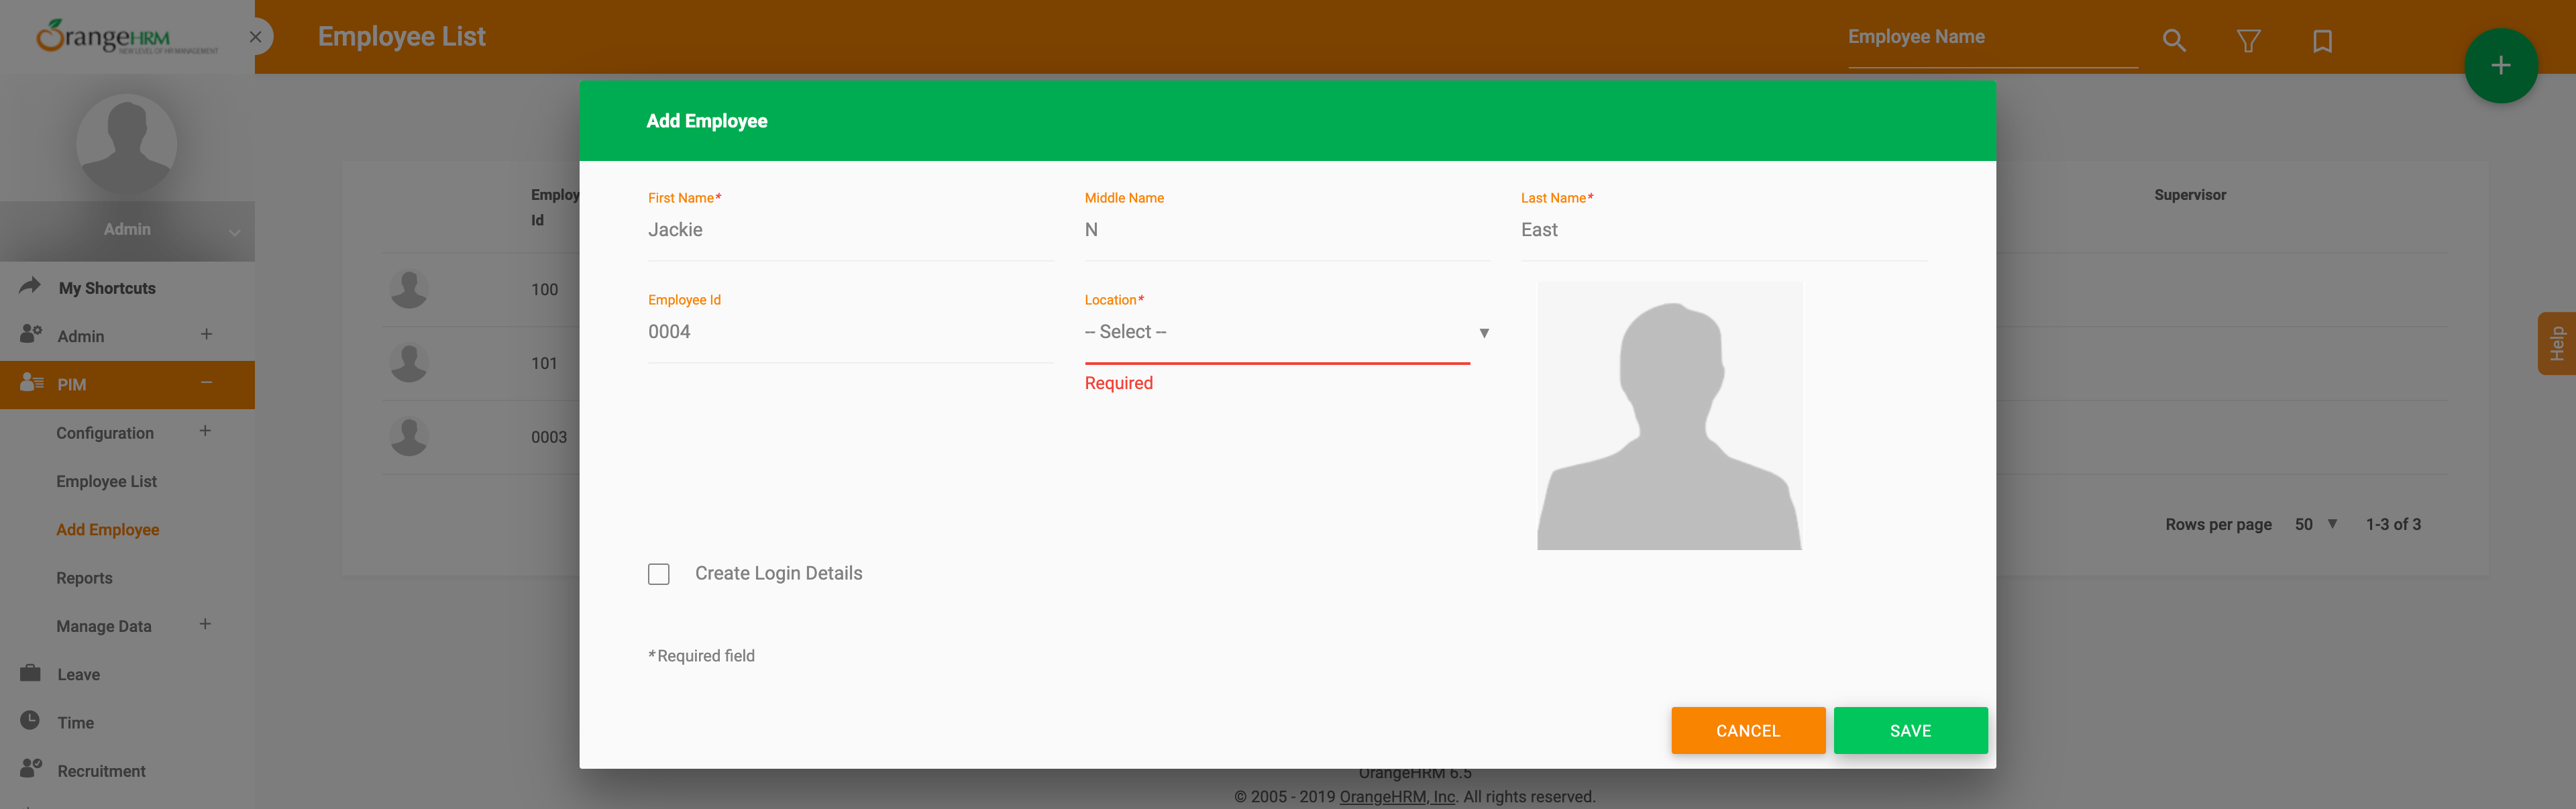 OrangeHRM
NEW LEVEL OF HR MANAGEMENT
Employee List
Employee Name
Admin
My Shortcuts
Admin
PIM
Configuration
Employee List
Add Employee
Reports
Manage Data
Leave
Time
Recruitment
Employ
Id
Supervisor
100
101
0003
Add Employee
First Name*
Middle Name
Last Name*
Jackie
N
East
Employee Id
Location*
0004
-- Select --
Required
Create Login Details
*Required field
CANCEL
SAVE
Rows per page 50 1-3 of 3
Help
OrangeHRM 6.5
© 2005 - 2019 OrangeHRM, Inc. All rights reserved.